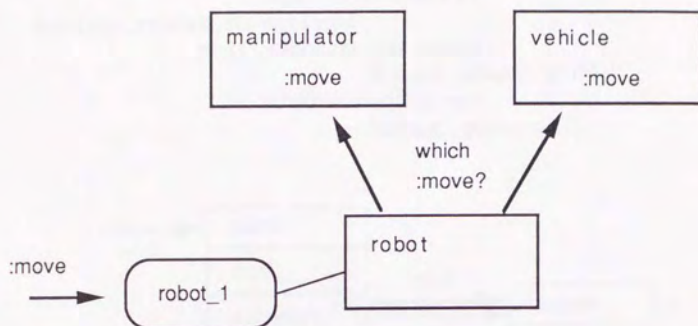 manipulator
:move
vehicle
:move
which
:move?
robot
:move
robot_1